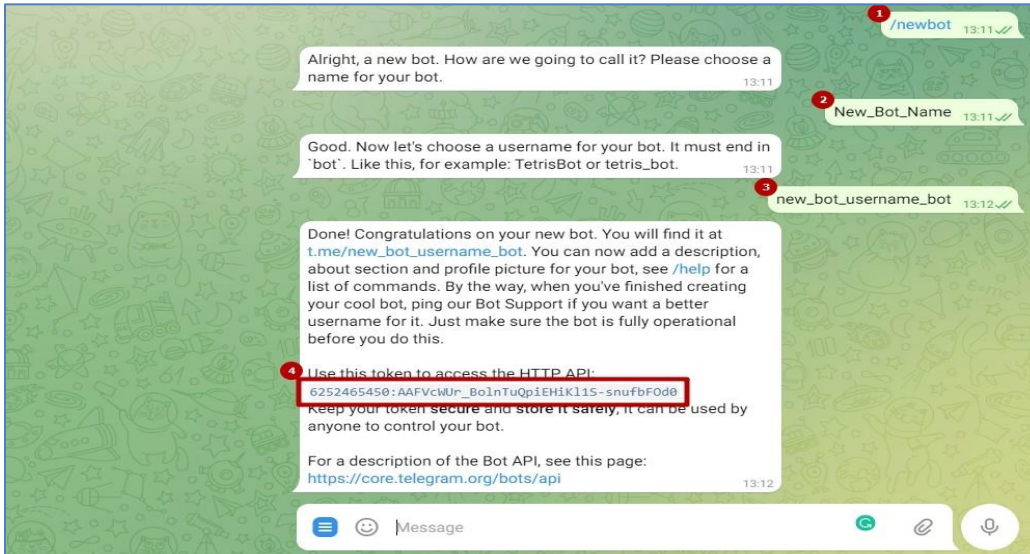 1
/newbot 13:11
Alright, a new bot. How are we going to call it? Please choose a
name for your bot.
13:11
2
New_Bot_Name 13:11
Good. Now let's choose a username for your bot. It must end in
`bot`. Like this, for example: TetrisBot or tetris_bot.
13:11
3
new_bot_username_bot 13:12
Done! Congratulations on your new bot. You will find it at
t.me/new_bot_username_bot. You can now add a description,
about section and profile picture for your bot, see /help for a
list of commands. By the way, when you've finished creating
your cool bot, ping our Bot Support if you want a better
username for it. Just make sure the bot is fully operational
before you do this.
4
Use this token to access the HTTP API:
6252465450:AAFVcWUr_BolnTuQpiEHiKl1S-snufbFOd0
Keep your token secure and store it safely, it can be used by
anyone to control your bot.
For a description of the Bot API, see this page:
https://core.telegram.org/bots/api
13:12
Message